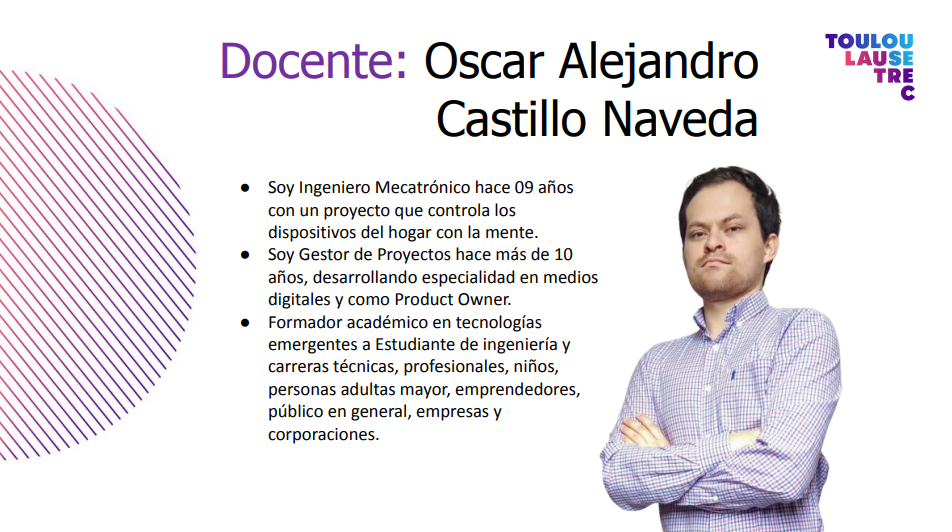 Docente: Oscar Alejandro
Castillo Naveda
TOULOU
LAUSE
TRE
C
● Soy Ingeniero Mecatrónico hace 09 años
con un proyecto que controla los
dispositivos del hogar con la mente.
● Soy Gestor de Proyectos hace más de 10
años, desarrollando especialidad en medios
digitales y como Product Owner.
● Formador académico en tecnologías
emergentes a Estudiante de ingeniería y
carreras técnicas, profesionales, niños,
personas adultas mayor, emprendedores,
público en general, empresas y
corporaciones.